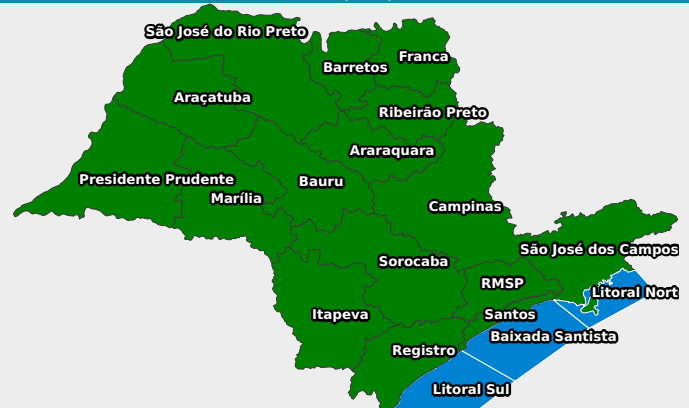 São José do Rio Preto
Franca
Barretos
Araçatuba
Ribeirão Preto
Araraquara
Presidente Prudente
Bauru
Marília
Campinas
São José dos Campos
Sorocaba
RMSP
Litoral Nort
Itapeva
Santos
Baixada Santista
Registro
Litoral Sul